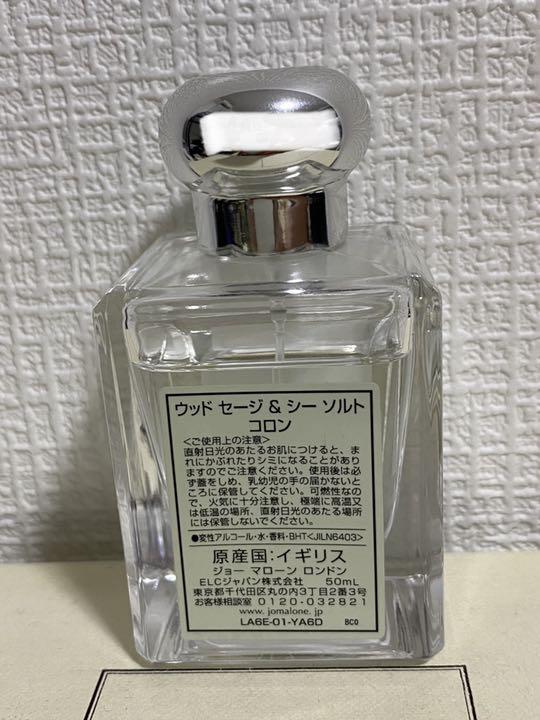 ウッド セージ & シー ソルト
コロン
<ご使用上の注意>
直射日光のあたるお肌につけると、ま
れにかぶれたりシミになることがあり
ますのでご注意ください。使用後は必
ず蓋をしめ、乳幼児の手の届かないと
ころに保管してください。可燃性なの
で、火気に十分注意し、極端に高温又
は低温の場所、直射日光のあたる場所
には保管しないでください。
●変性アルコール・水・香料・BHT<JILN6403>
原産国:イギリス
ジョー マローン ロンドン
ELCジャパン株式会社 50mL
東京都千代田区丸の内3丁目2番3号
お客様相談室 0120-032821
www.jomalone.jp
LA6E-01-YA6D BC0